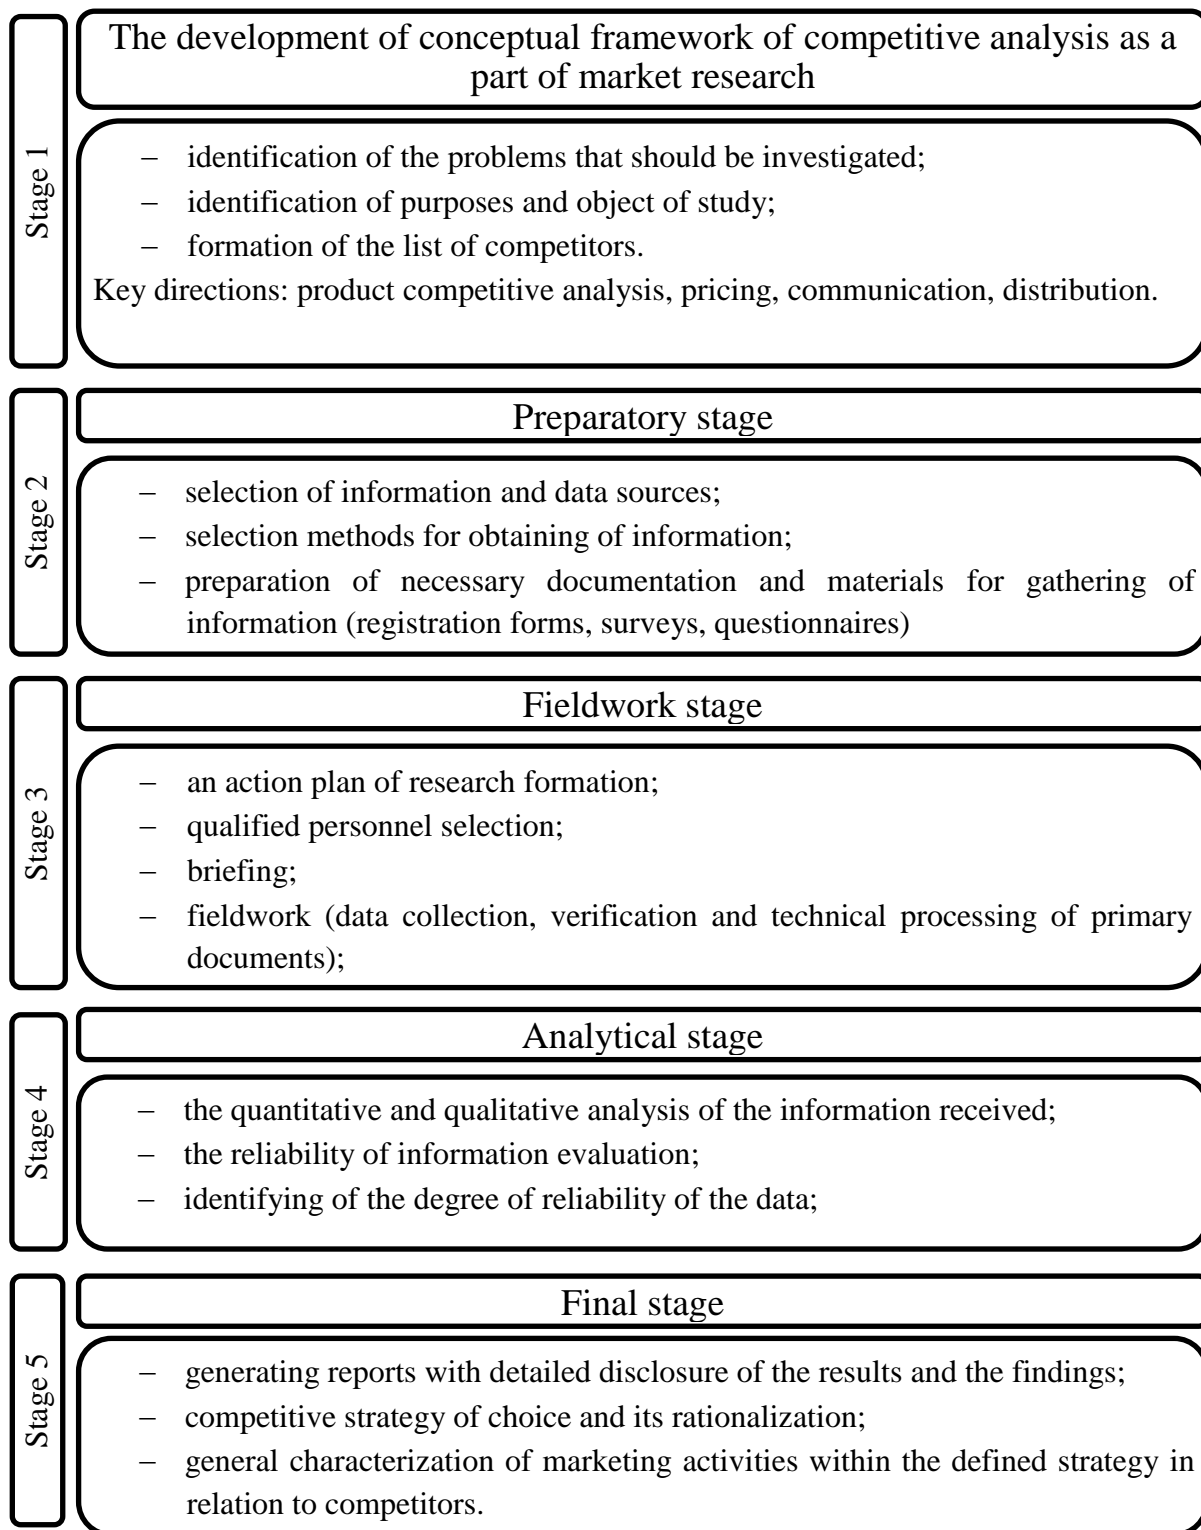 Stage 1
The development of conceptual framework of competitive analysis as a
part of market research
– identification of the problems that should be investigated;
– identification of purposes and object of study;
– formation of the list of competitors.
Key directions: product competitive analysis, pricing, communication, distribution.
Stage 2
Preparatory stage
– selection of information and data sources;
– selection methods for obtaining of information;
– preparation of necessary documentation and materials for gathering of
information (registration forms, surveys, questionnaires)
Stage 3
Fieldwork stage
– an action plan of research formation;
– qualified personnel selection;
– briefing;
– fieldwork (data collection, verification and technical processing of primary
documents);
Stage 4
Analytical stage
– the quantitative and qualitative analysis of the information received;
– the reliability of information evaluation;
– identifying of the degree of reliability of the data;
Stage 5
Final stage
– generating reports with detailed disclosure of the results and the findings;
– competitive strategy of choice and its rationalization;
– general characterization of marketing activities within the defined strategy in
relation to competitors.